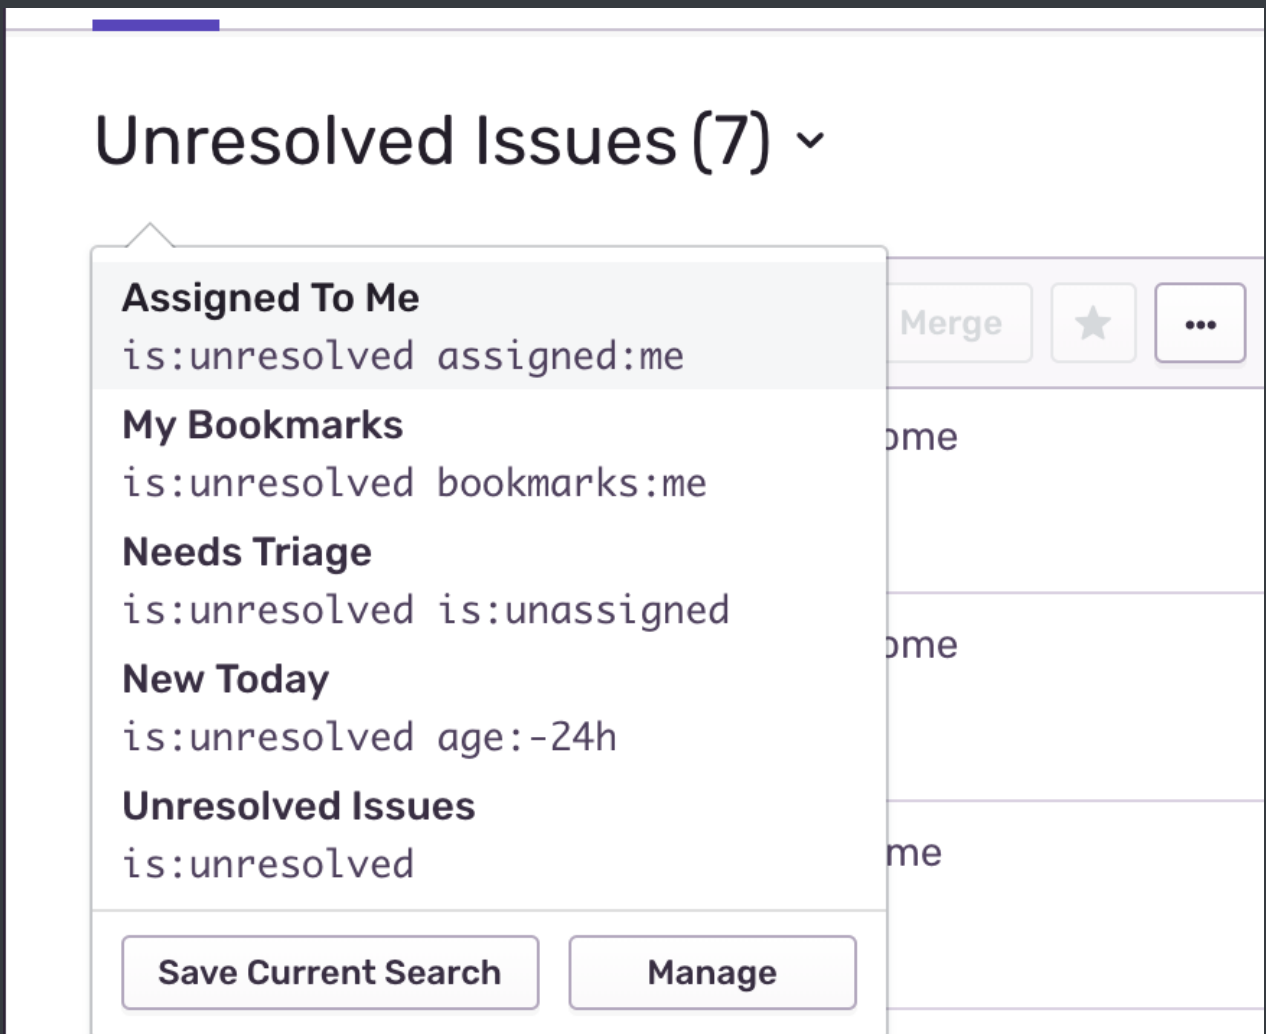 Unresolved Issues (7)
Assigned To Me
is:unresolved assigned:me
My Bookmarks
is:unresolved bookmarks:me
Needs Triage
is:unresolved is:unassigned
New Today
is:unresolved age:-24h
Unresolved Issues
is:unresolved
Save Current Search
Manage
Merge